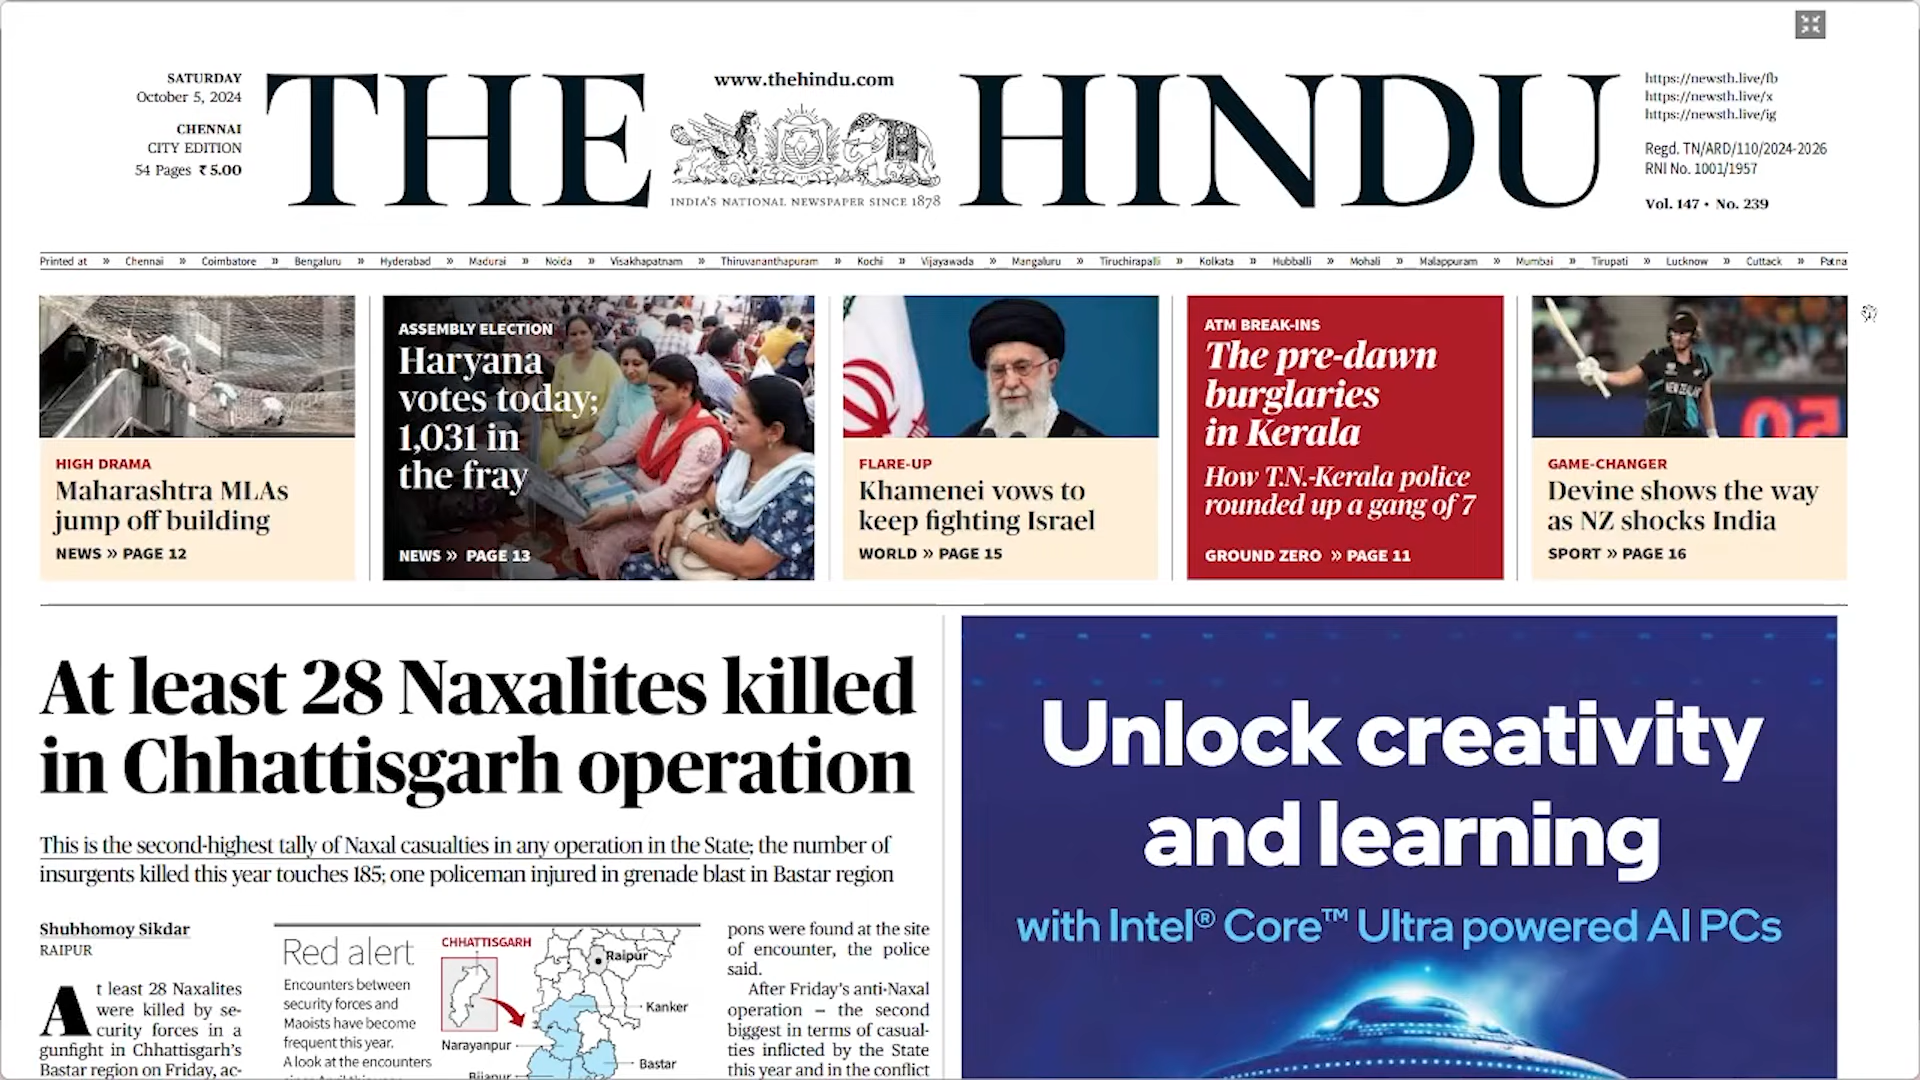 SATURDAY
October 5, 2024
CHENNAI
CITY EDITION
54 Pages ₹5.00
THE HINDU
www.thehindu.com
INDIA'S NATIONAL NEWSPAPER SINCE 1878
https://newsth.live/fb
https://newsth.live/x
https://newsth.live/ig
Regd. TN/ARD/110/2024-2026
RNI No. 1001/1957
Vol. 147 • No. 239
Printed at » Chennai » Coimbatore » Bengaluru » Hyderabad » Madurai » Noida » Visakhapatnam » Thiruvananthapuram » Kochi » Vijayawada » Mangaluru » Tiruchirapalli » Kolkata » Hubballi » Mohali » Malappuram » Mumbai » Tirupati » Lucknow » Cuttack » Patna
HIGH DRAMA
Maharashtra MLAs
jump off building
NEWS » PAGE 12
ASSEMBLY ELECTION
Haryana
votes today;
1,031 in
the fray
NEWS » PAGE 13
FLARE-UP
Khamenei vows to
keep fighting Israel
WORLD » PAGE 15
ATM BREAK-INS
The pre-dawn
burglaries
in Kerala
How T.N.-Kerala police
rounded up a gang of 7
GROUND ZERO » PAGE 11
NEW ZEALAND
GAME-CHANGER
Devine shows the way
as NZ shocks India
SPORT » PAGE 16
At least 28 Naxalites killed
in Chhattisgarh operation
This is the second-highest tally of Naxal casualties in any operation in the State; the number of
insurgents killed this year touches 185; one policeman injured in grenade blast in Bastar region
Shubhomoy Sikdar
RAIPUR
At least 28 Naxalites
were killed by se-
curity forces in a
gunfight in Chhattisgarh's
Bastar region on Friday, ac-
Red alert
Encounters between
security forces and
Maoists have become
frequent this year.
A look at the encounters
CHHATTISGARH
Raipur
Kanker
Narayanpur
Bastar
Bijapur
pons were found at the site
of encounter, the police
said.
After Friday's anti-Naxal
operation – the second
biggest in terms of casual-
ties inflicted by the State
this year and in the conflict
Unlock creativity
and learning
with Intel® Core™ Ultra powered AI PCs